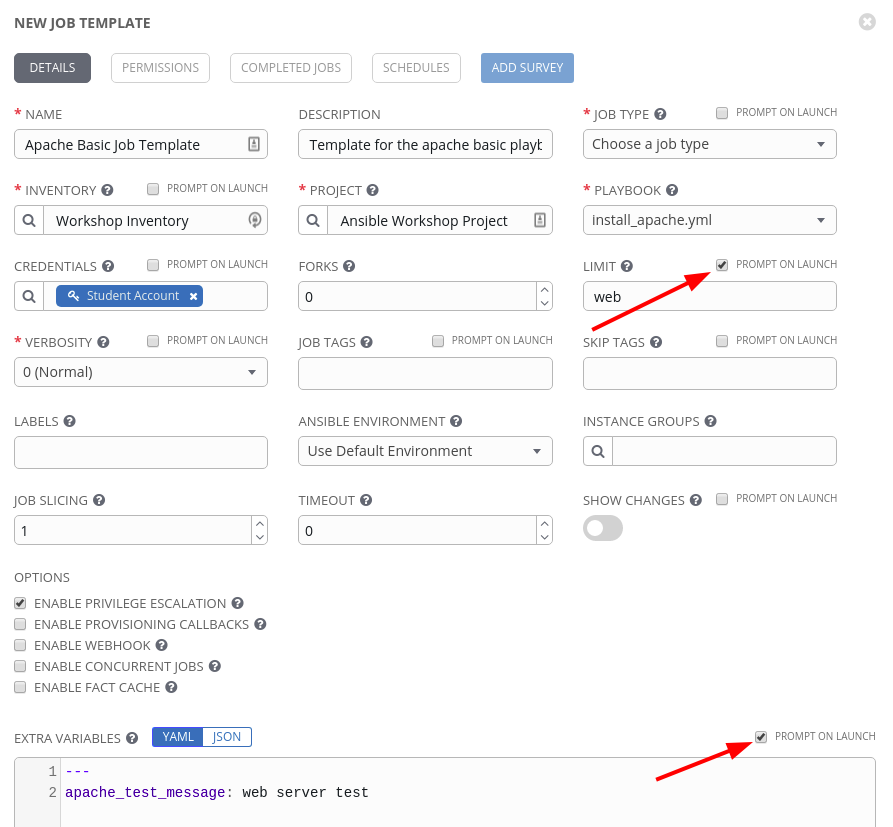 NEW JOB TEMPLATE
DETAILS PERMISSIONS COMPLETED JOBS SCHEDULES ADD SURVEY
* NAME DESCRIPTION * JOB TYPE ? PROMPT ON LAUNCH
Apache Basic Job Template Template for the apache basic playb Choose a job type
* INVENTORY ? PROMPT ON LAUNCH * PROJECT ? * PLAYBOOK ?
Workshop Inventory Ansible Workshop Project install_apache.yml
CREDENTIALS ? PROMPT ON LAUNCH FORKS ? LIMIT ? PROMPT ON LAUNCH
Student Account 0 web
* VERBOSITY ? PROMPT ON LAUNCH JOB TAGS ? PROMPT ON LAUNCH SKIP TAGS ? PROMPT ON LAUNCH
0 (Normal)
LABELS ? ANSIBLE ENVIRONMENT ? INSTANCE GROUPS ?
Use Default Environment
JOB SLICING ? TIMEOUT ? SHOW CHANGES ? PROMPT ON LAUNCH
1 0
OPTIONS
ENABLE PRIVILEGE ESCALATION ?
ENABLE PROVISIONING CALLBACKS ?
ENABLE WEBHOOK ?
ENABLE CONCURRENT JOBS ?
ENABLE FACT CACHE ?
EXTRA VARIABLES ? YAML JSON PROMPT ON LAUNCH
1 ---
2 apache_test_message: web server test